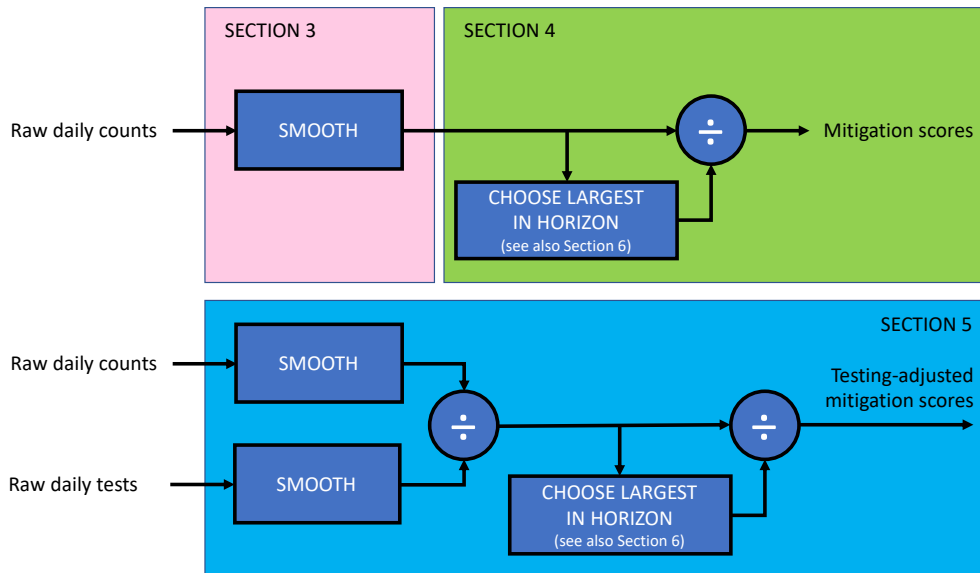 SECTION 3
SECTION 4
Raw daily counts
SMOOTH
÷
Mitigation scores
CHOOSE LARGEST
IN HORIZON
(see also Section 6)
SECTION 5
Raw daily counts
SMOOTH
Testing-adjusted
mitigation scores
÷
÷
Raw daily tests
SMOOTH
CHOOSE LARGEST
IN HORIZON
(see also Section 6)